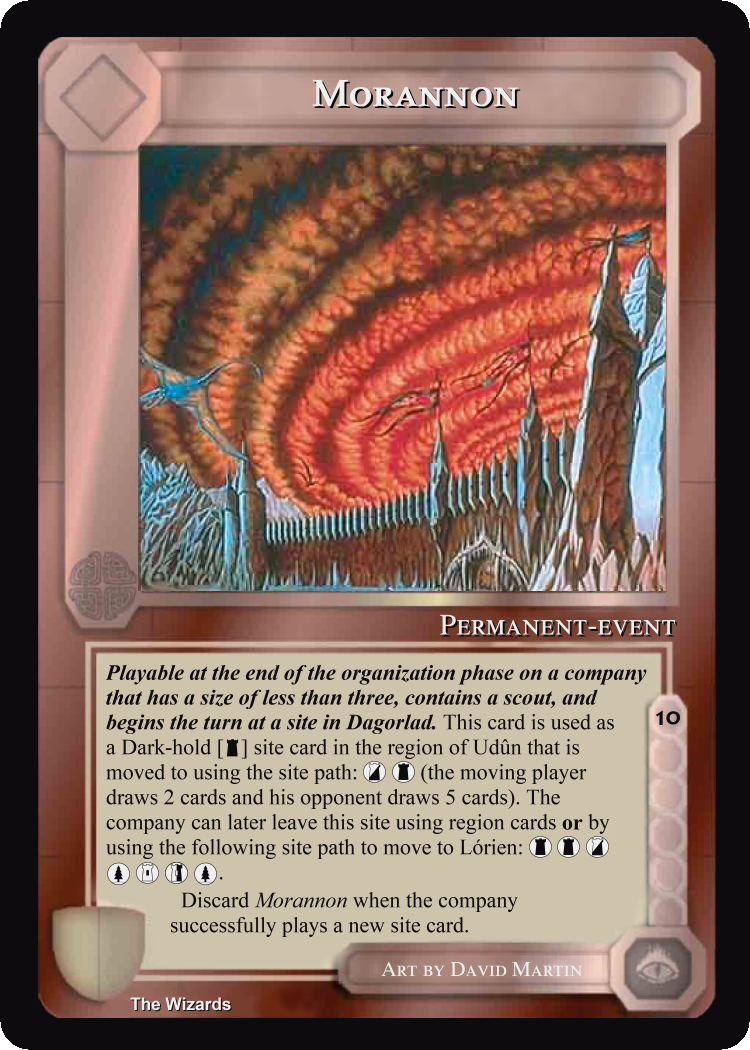 MORANNON
PERMANENT-EVENT
Playable at the end of the organization phase on a company
that has a size of less than three, contains a scout, and
begins the turn at a site in Dagorlad. This card is used as
a Dark-hold [ ] site card in the region of Udûn that is
moved to using the site path: (the moving player
draws 2 cards and his opponent draws 5 cards). The
company can later leave this site using region cards or by
using the following site path to move to Lórien:
.
Discard Morannon when the company
successfully plays a new site card.
10
ART BY DAVID MARTIN
The Wizards